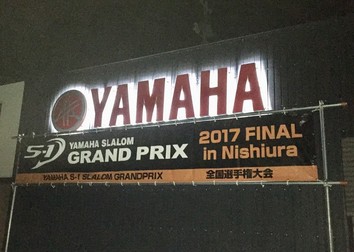 YAMAHA
S-1 YAMAHA SLALOM
GRAND PRIX
2017 FINAL
in Nishiura
YAMAHA S-1 SLALOM GRANDPRIX
全国選手権大会